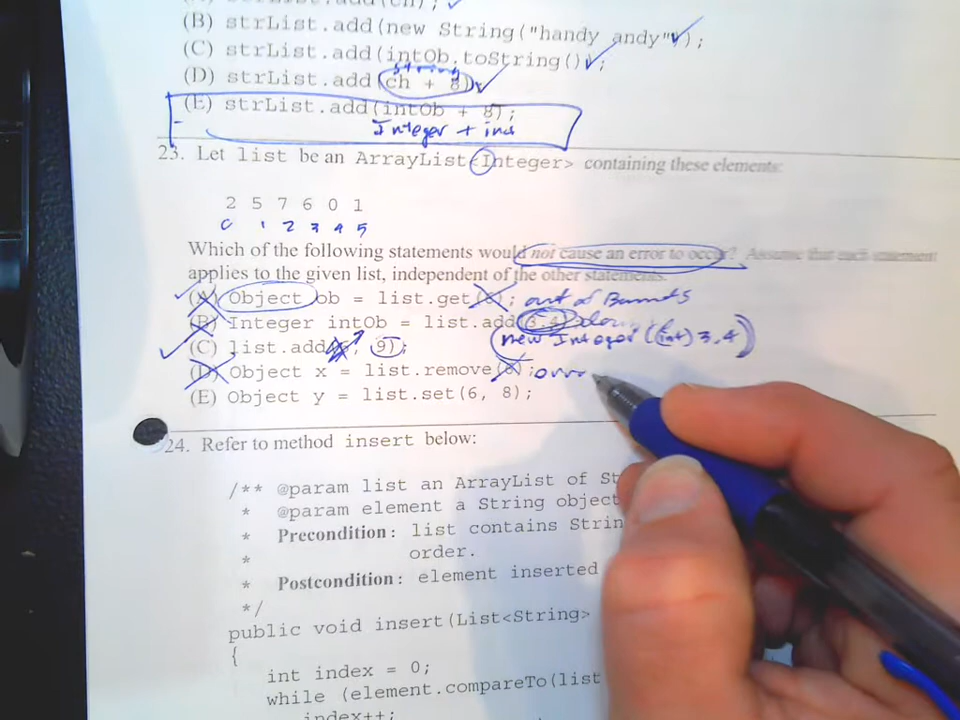 (B) strList.add(new String("handy andy"));
(C) strList.add(intOb.toString());
String
(D) strList.add(ch + 8);
(E) strList.add(intOb + 8);
Integer + int
23. Let list be an ArrayList<Integer> containing these elements:
2 5 7 6 0 1
0 1 2 3 4 5
Which of the following statements would not cause an error to occur? Assume that each statement
applies to the given list, independent of the other statements.
(A) Object ob = list.get( ); out of Bounds
(B) Integer intOb = list.add(3.4);
(new Integer((int) 3.4)
(C) list.add( , 9);
(D) Object x = list.remove( );
(E) Object y = list.set(6, 8);
24. Refer to method insert below:
/** @param list an ArrayList of St
* @param element a String object
* Precondition: list contains Strin
* order.
* Postcondition: element inserted
*/
public void insert(List<String>
{
int index = 0;
while (element.compareTo(list
index++;